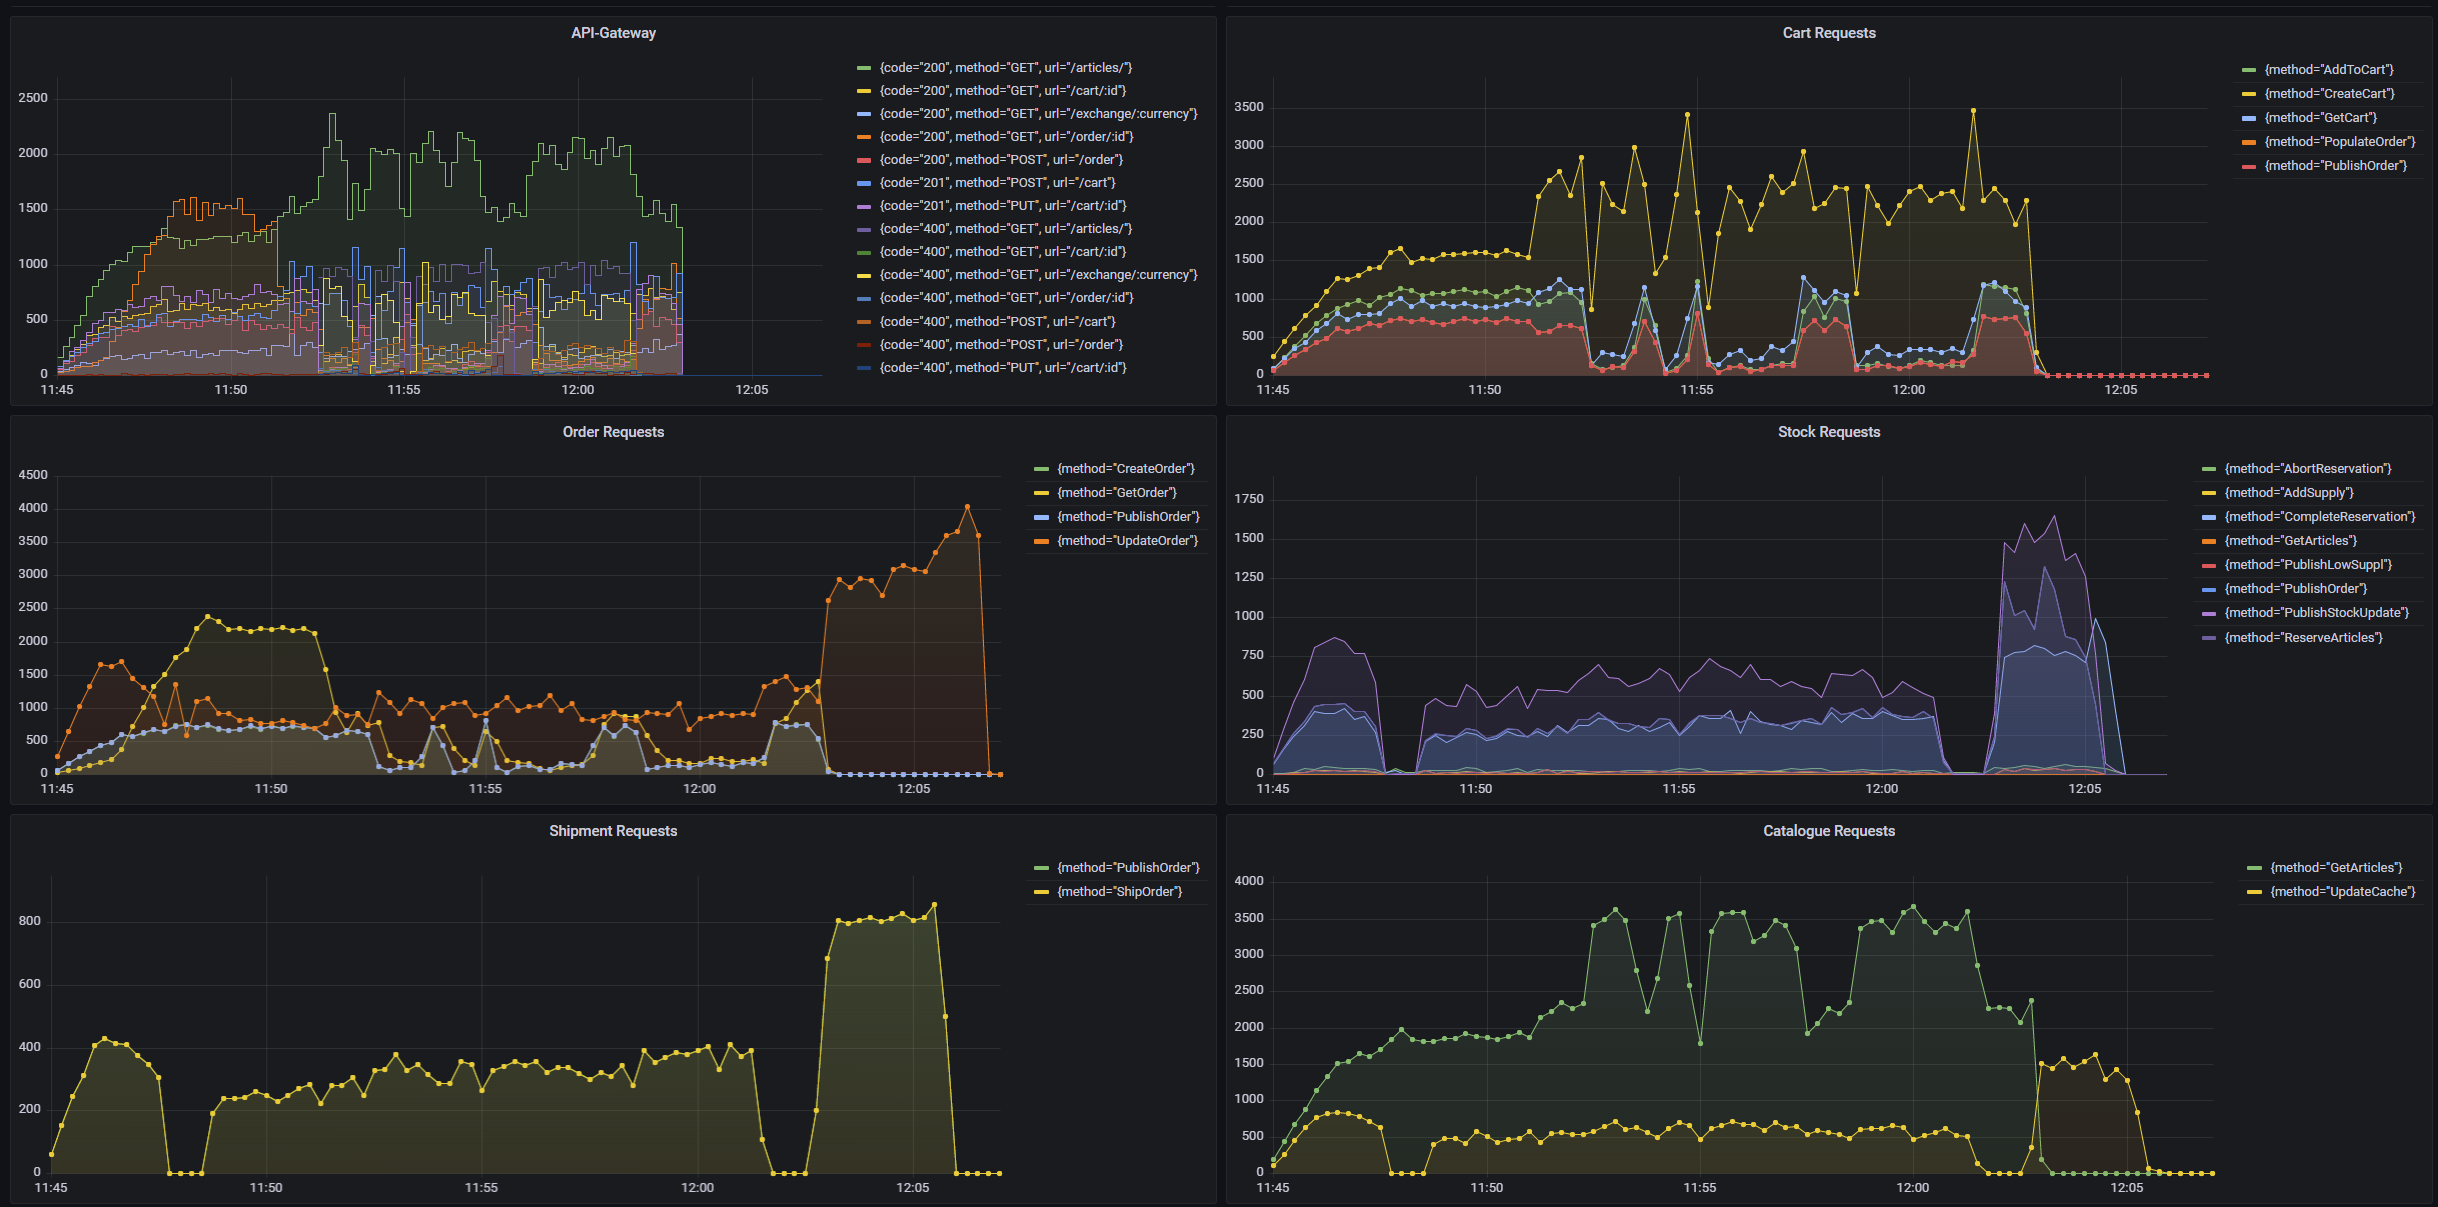 API-Gateway
2500
2000
1500
1000
500
0
11:45
11:50
11:55
12:00
12:05
{code="200", method="GET", url="/articles/"}
{code="200", method="GET", url="/cart/:id"}
{code="200", method="GET", url="/exchange/:currency"}
{code="200", method="GET", url="/order/:id"}
{code="200", method="POST", url="/order"}
{code="201", method="POST", url="/cart"}
{code="201", method="PUT", url="/cart/:id"}
{code="400", method="GET", url="/articles/"}
{code="400", method="GET", url="/cart/:id"}
{code="400", method="GET", url="/exchange/:currency"}
{code="400", method="GET", url="/order/:id"}
{code="400", method="POST", url="/cart"}
{code="400", method="POST", url="/order"}
{code="400", method="PUT", url="/cart/:id"}
Cart Requests
3500
3000
2500
2000
1500
1000
500
0
11:45
11:50
11:55
12:00
12:05
{method="AddToCart"}
{method="CreateCart"}
{method="GetCart"}
{method="PopulateOrder"}
{method="PublishOrder"}
Order Requests
4500
4000
3500
3000
2500
2000
1500
1000
500
0
11:45
11:50
11:55
12:00
12:05
{method="CreateOrder"}
{method="GetOrder"}
{method="PublishOrder"}
{method="UpdateOrder"}
Stock Requests
1750
1500
1250
1000
750
500
250
0
11:45
11:50
11:55
12:00
12:05
{method="AbortReservation"}
{method="AddSupply"}
{method="CompleteReservation"}
{method="GetArticles"}
{method="PublishLowSuppl"}
{method="PublishOrder"}
{method="PublishStockUpdate"}
{method="ReserveArticles"}
Shipment Requests
800
600
400
200
0
11:45
11:50
11:55
12:00
12:05
{method="PublishOrder"}
{method="ShipOrder"}
Catalogue Requests
4000
3500
3000
2500
2000
1500
1000
500
0
11:45
11:50
11:55
12:00
12:05
{method="GetArticles"}
{method="UpdateCache"}